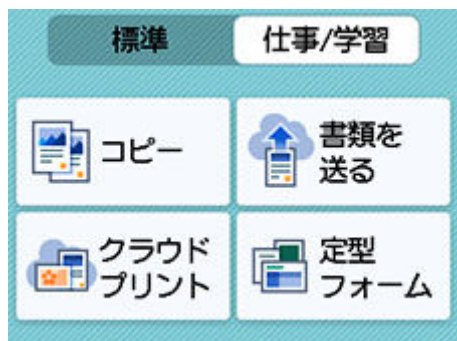 標準
仕事/学習
コピー
書類を
送る
クラウド
プリント
定型
フォーム